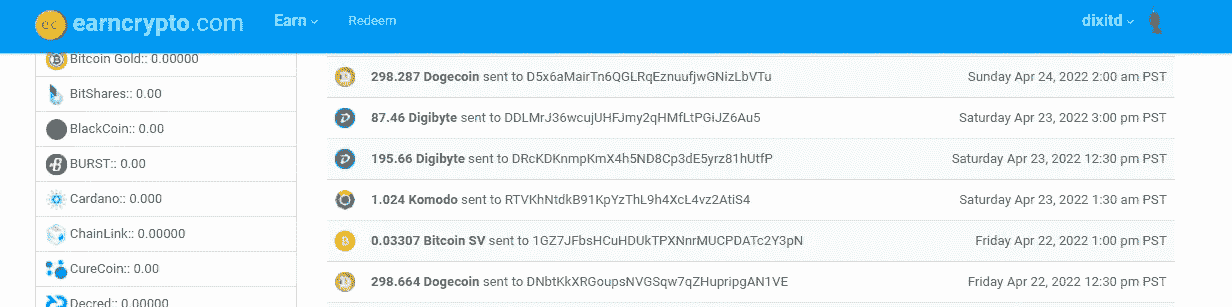 earncrypto.com Earn Redeem dixitd
Bitcoin Gold:: 0.00000
BitShares:: 0.00
BlackCoin:: 0.00
BURST:: 0.00
Cardano:: 0.000
ChainLink:: 0.00000
CureCoin:: 0.00
Decred:: 0.00000
298.287 Dogecoin sent to D5x6aMairTn6QGLRqEznuufjwGNizLbVTu Sunday Apr 24, 2022 2:00 am PST
87.46 Digibyte sent to DDLMrJ36wcujUHFJmy2qHMfLtPGiJZ6Au5 Saturday Apr 23, 2022 3:00 pm PST
195.66 Digibyte sent to DRcKDKnmpKmX4h5ND8Cp3dE5yrz81hUtfP Saturday Apr 23, 2022 12:30 pm PST
1.024 Komodo sent to RTVKhNtdkB91KpYzThL9h4XcL4vz2AtiS4 Saturday Apr 23, 2022 1:30 am PST
0.03307 Bitcoin SV sent to 1GZ7JFbsHCuHDUkTPXNnrMUCPDATc2Y3pN Friday Apr 22, 2022 1:00 pm PST
298.664 Dogecoin sent to DNbtKkXRGoupsNVGSqw7qZHupripgAN1VE Friday Apr 22, 2022 12:30 pm PST